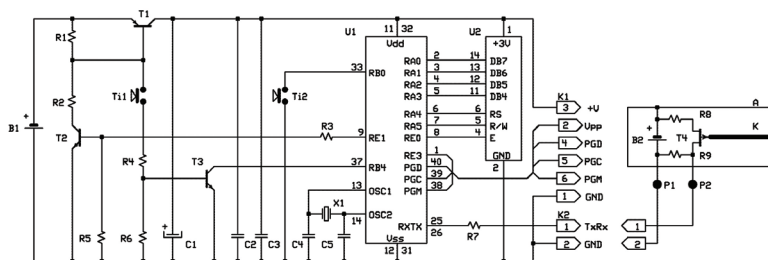 T1
U1
11 32
U2
1
Vdd
+3V
R1
RA0 2 14 DB7
33 RB0
RA1 3 13 DB6
RA2 4 12 DB5
RA3 5 11 DB4
R2
Ti1
Ti2
K1
3 +V
A
RA4 6 6 RS
RA5 7 5 R/W
RE0 8 4 E
B1
+
T2
R3
9 RE1
2 Vpp
4 PGD
B2
+
R8
T4
K
R9
R4
T3
37 RB4
RE3 1
PGD 40
PGC 39
PGM 38
GND
2
5 PGC
6 PGM
13 OSC1
X1
14 OSC2
1 GND
P1
P2
R5
R6
+
C1
C2
C3
C4
C5
RXTX 25
26
R7
K2
1 TxRx
1
2 GND
2
Vss
12 31